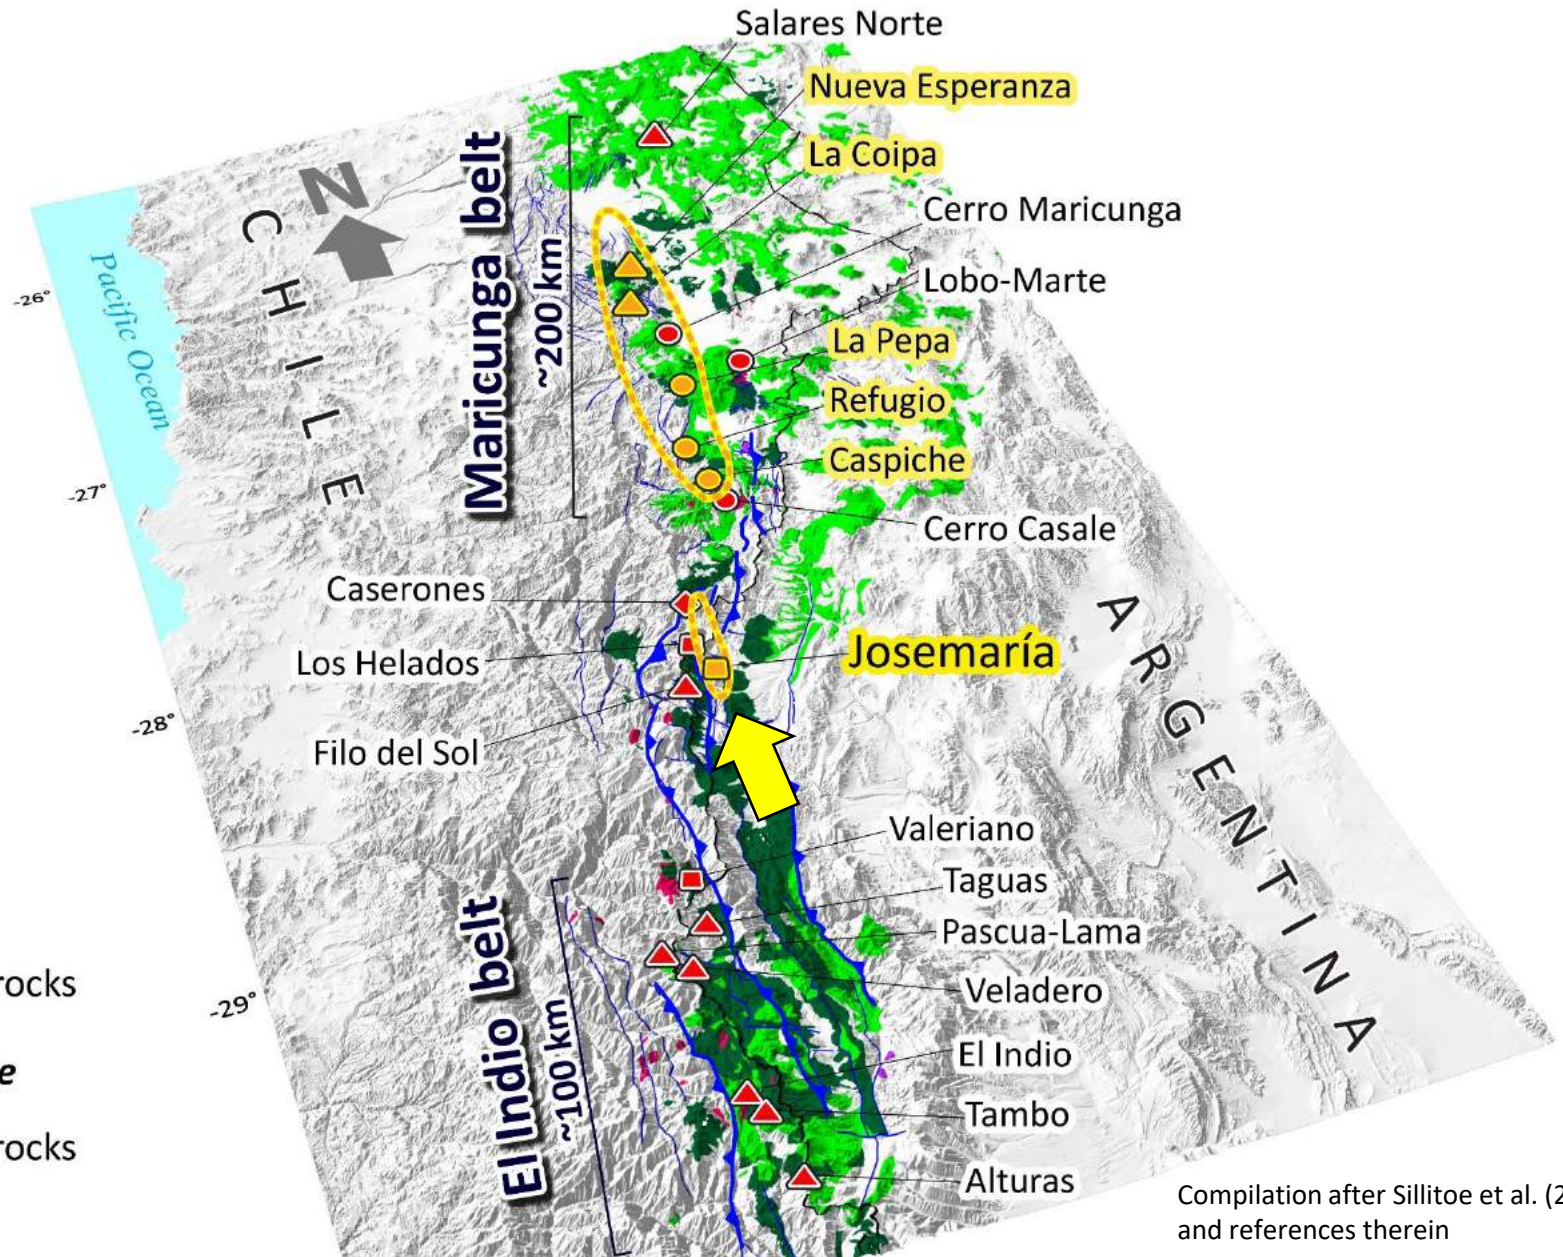 Salares Norte
Nueva Esperanza
La Coipa
Cerro Maricunga
Lobo-Marte
La Pepa
Refugio
Caspiche
Cerro Casale
Maricunga belt
~200 km
N
CHILE
Pacific Ocean
-26°
-27°
-28°
-29°
Caserones
Los Helados
Filo del Sol
Josemaría
ARGENTINA
Valeriano
Taguas
Pascua-Lama
Veladero
El Indio
Tambo
Alturas
El Indio belt
~100 km
rocks
e
rocks
Compilation after Sillitoe et al. (2
and references therein